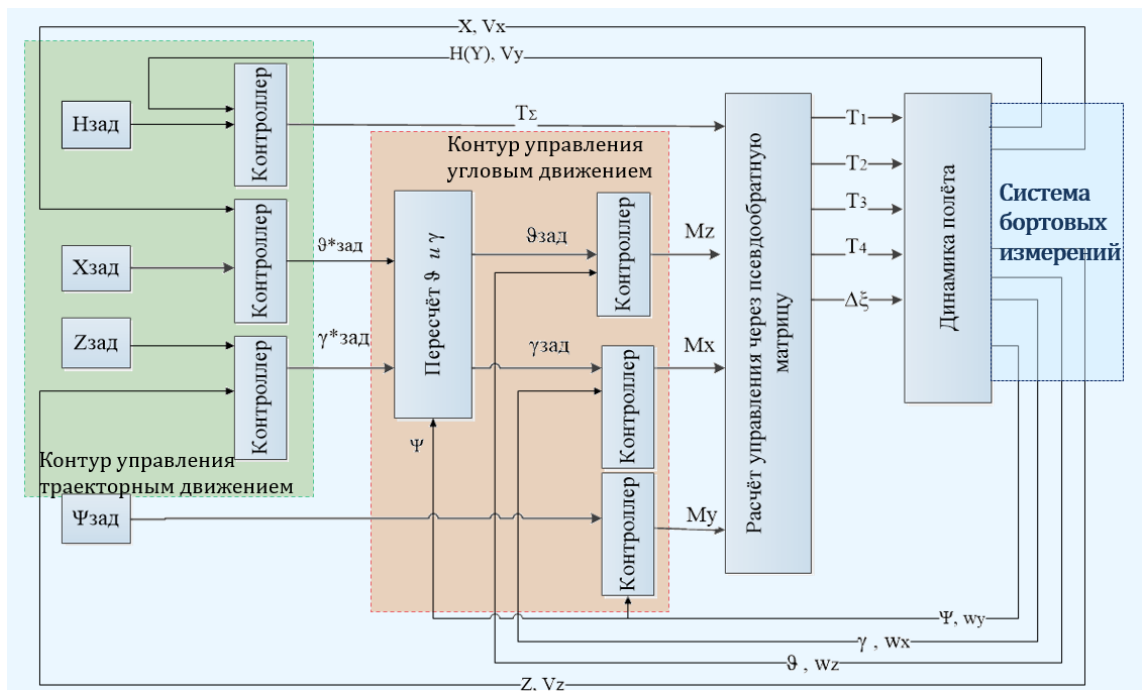 X, Vx
H(Y), Vy
Hзад
Контроллер
TΣ
Контур управления
угловым движением
Xзад
Контроллер
ϑ*зад
Zзад
Контроллер
γ*зад
Контур управления
траекторным движением
Ψзад
Пересчёт ϑ и γ
Ψ
ϑзад
Контроллер
Mz
γзад
Контроллер
Mx
Контроллер
My
Расчёт управления через псевдообратную
матрицу
T1
T2
T3
T4
Δξ
Динамика полёта
Система
бортовых
измерений
Ψ, wy
γ , wx
ϑ , wz
Z, Vz